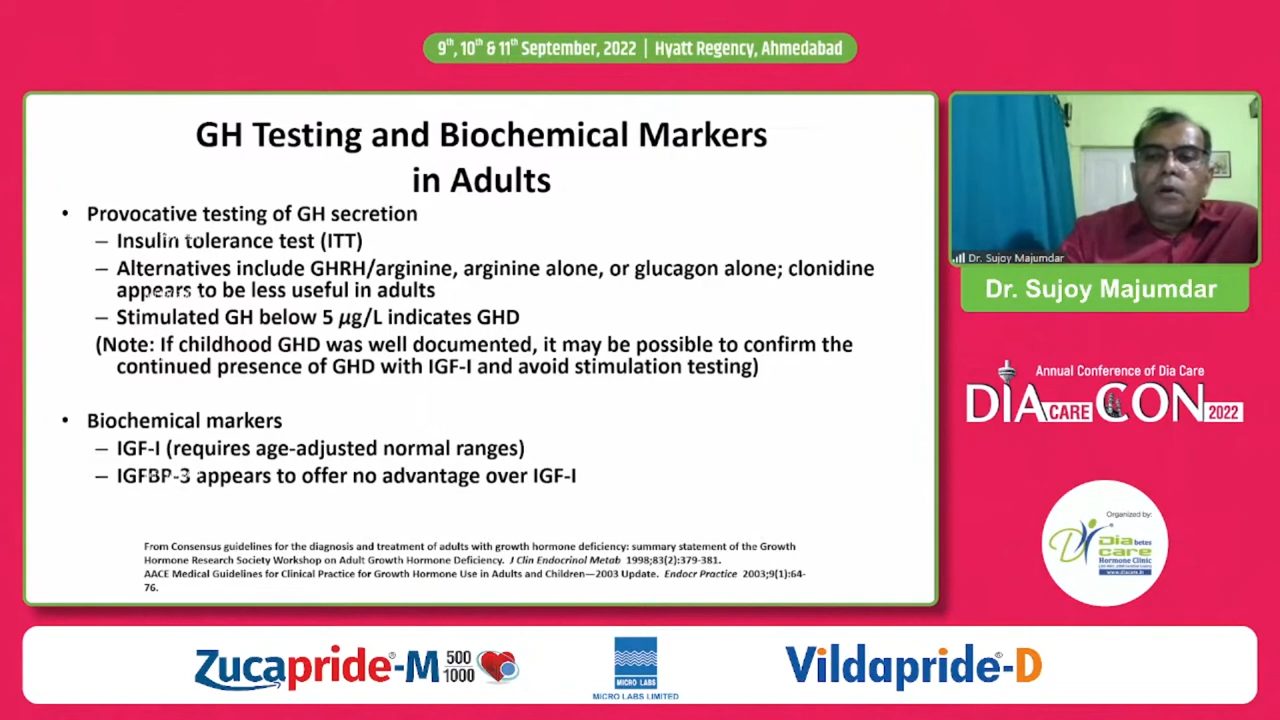 9th, 10th & 11th September, 2022 | Hyatt Regency, Ahmedabad
GH Testing and Biochemical Markers
in Adults
• Provocative testing of GH secretion
– Insulin tolerance test (ITT)
– Alternatives include GHRH/arginine, arginine alone, or glucagon alone; clonidine
appears to be less useful in adults
– Stimulated GH below 5 µg/L indicates GHD
(Note: If childhood GHD was well documented, it may be possible to confirm the
continued presence of GHD with IGF-I and avoid stimulation testing)
• Biochemical markers
– IGF-I (requires age-adjusted normal ranges)
– IGFBP-3 appears to offer no advantage over IGF-I
From Consensus guidelines for the diagnosis and treatment of adults with growth hormone deficiency: summary statement of the Growth
Hormone Research Society Workshop on Adult Growth Hormone Deficiency. J Clin Endocrinol Metab 1998;83(2):379-381.
AACE Medical Guidelines for Clinical Practice for Growth Hormone Use in Adults and Children—2003 Update. Endocr Practice 2003;9(1):64-
76.
Dr. Sujoy Majumdar
Dr. Sujoy Majumdar
Annual Conference of Dia Care
DIA CARE CON 2022
Organized by:
Diabetes
care
Hormone Clinic
www.diacare.in
Zucapride®-M 500
1000
MICRO LABS
MICRO LABS LIMITED
Vildapride®-D